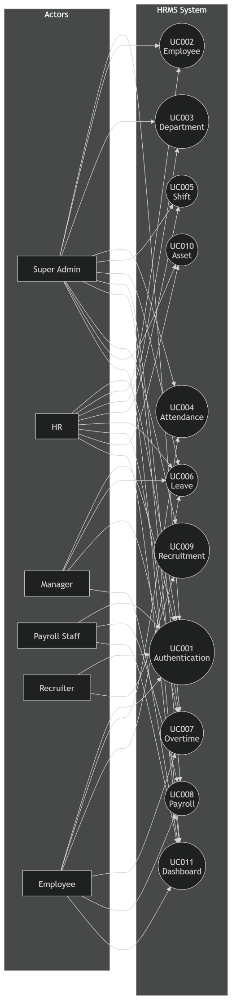 Actors
Super Admin
HR
Manager
Payroll Staff
Recruiter
Employee
HRMS System
UC002
Employee
UC003
Department
UC005
Shift
UC010
Asset
UC004
Attendance
UC006
Leave
UC009
Recruitment
UC001
Authentication
UC007
Overtime
UC008
Payroll
UC011
Dashboard